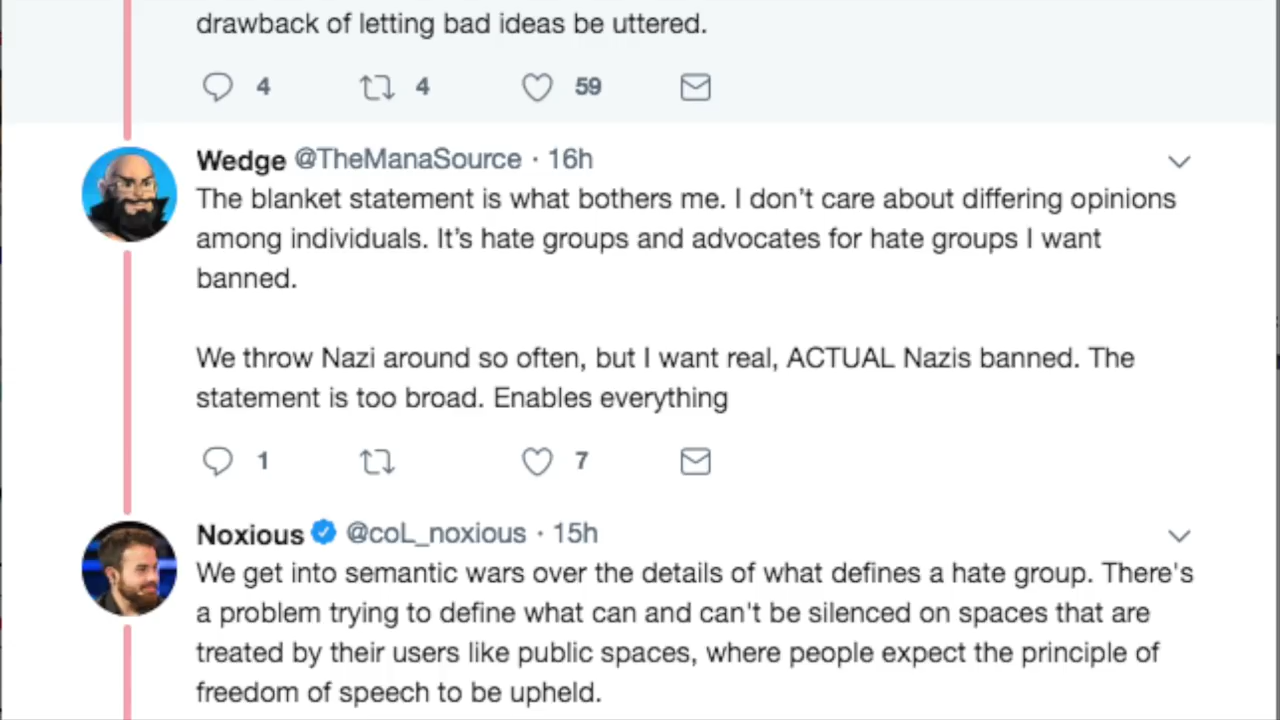 drawback of letting bad ideas be uttered.
4 4 59
Wedge @TheManaSource · 16h
The blanket statement is what bothers me. I don’t care about differing opinions
among individuals. It’s hate groups and advocates for hate groups I want
banned.
We throw Nazi around so often, but I want real, ACTUAL Nazis banned. The
statement is too broad. Enables everything
1 7
Noxious @coL_noxious · 15h
We get into semantic wars over the details of what defines a hate group. There's
a problem trying to define what can and can't be silenced on spaces that are
treated by their users like public spaces, where people expect the principle of
freedom of speech to be upheld.